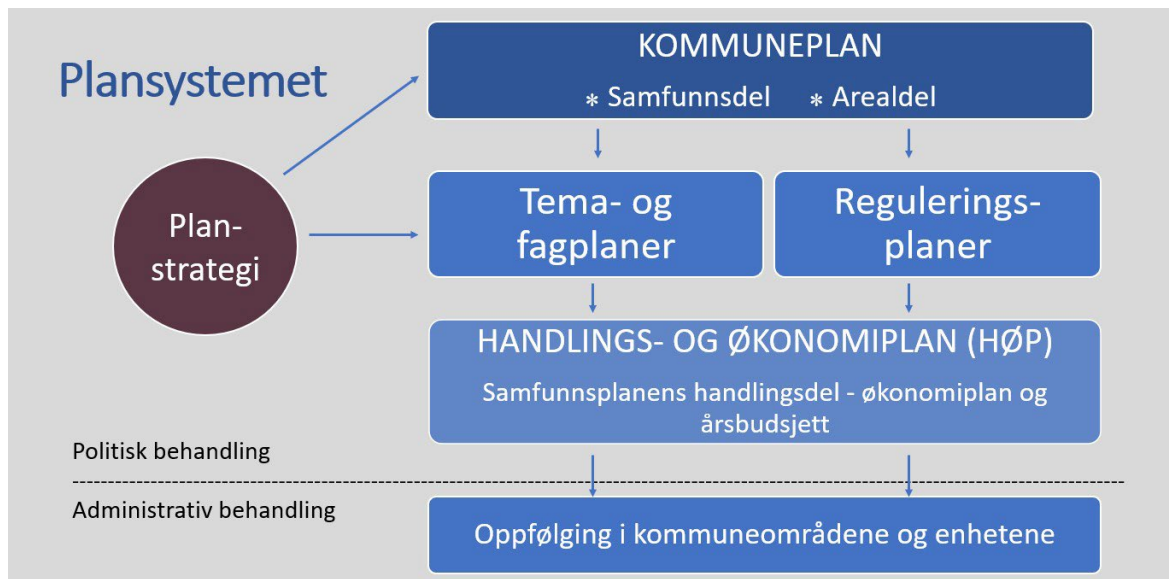 Plansystemet
KOMMUNEPLAN
* Samfunnsdel * Arealdel
Plan-
strategi
Tema- og
fagplaner
Regulerings-
planer
HANDLINGS- OG ØKONOMIPLAN (HØP)
Samfunnsplanens handlingsdel - økonomiplan og
årsbudsjett
Politisk behandling
Administrativ behandling
Oppfølging i kommuneområdene og enhetene